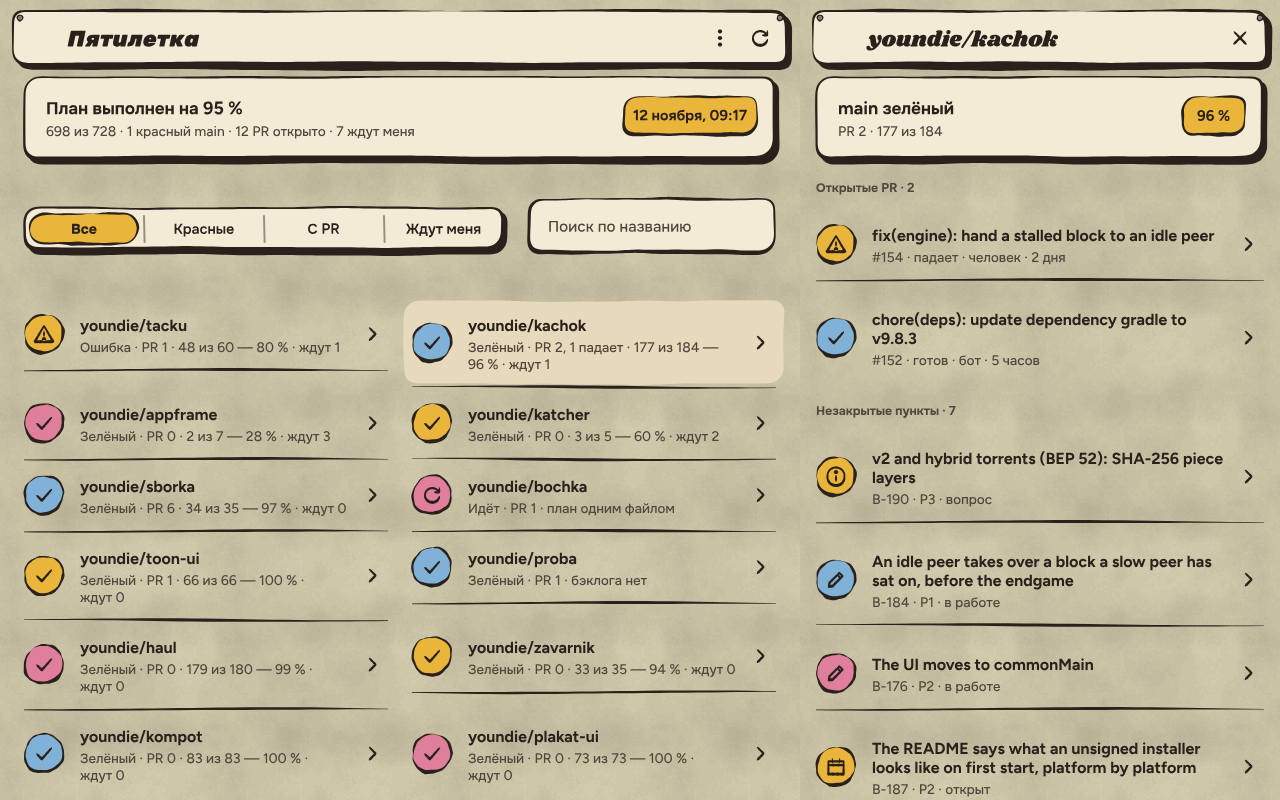 Пятилетка
План выполнен на 95 %
698 из 728 · 1 красный main · 12 PR открыто · 7 ждут меня
12 ноября, 09:17
Все
Красные
С PR
Ждут меня
Поиск по названию
youndie/tacku
Ошибка · PR 1 · 48 из 60 — 80 % · ждут 1
youndie/kachok
Зелёный · PR 2, 1 падает · 177 из 184 —
96 % · ждут 1
youndie/appframe
Зелёный · PR 0 · 2 из 7 — 28 % · ждут 3
youndie/katcher
Зелёный · PR 0 · 3 из 5 — 60 % · ждут 2
youndie/sborka
Зелёный · PR 6 · 34 из 35 — 97 % · ждут 0
youndie/bochka
Идёт · PR 1 · план одним файлом
youndie/toon-ui
Зелёный · PR 1 · 66 из 66 — 100 % ·
ждут 0
youndie/proba
Зелёный · PR 1 · бэклога нет
youndie/haul
Зелёный · PR 0 · 179 из 180 — 99 % ·
ждут 0
youndie/zavarnik
Зелёный · PR 0 · 33 из 35 — 94 % · ждут 0
youndie/kompot
Зелёный · PR 0 · 83 из 83 — 100 % ·
ждут 0
youndie/plakat-ui
Зелёный · PR 0 · 73 из 73 — 100 % ·
ждут 0
youndie/kachok
main зелёный
PR 2 · 177 из 184
96 %
Открытые PR · 2
fix(engine): hand a stalled block to an idle peer
#154 · падает · человек · 2 дня
chore(deps): update dependency gradle to
v9.8.3
#152 · готов · бот · 5 часов
Незакрытые пункты · 7
v2 and hybrid torrents (BEP 52): SHA-256 piece
layers
B-190 · P3 · вопрос
An idle peer takes over a block a slow peer has
sat on, before the endgame
B-184 · P1 · в работе
The UI moves to commonMain
B-176 · P2 · в работе
The README says what an unsigned installer
looks like on first start, platform by platform
B-187 · P2 · открыт